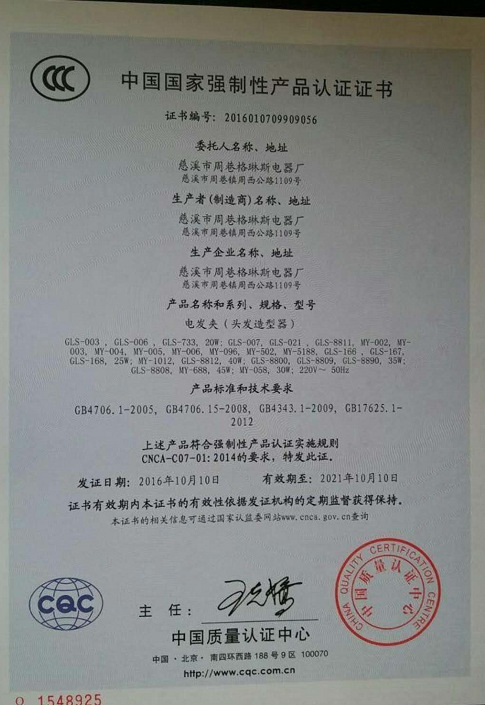 CCC
中国国家强制性产品认证证书
证书编号: 2016010709909056
委托人名称、地址
慈溪市周巷格琳斯电器厂
慈溪市周巷镇周西公路1109号
生产者(制造商)名称、地址
慈溪市周巷格琳斯电器厂
慈溪市周巷镇周西公路1109号
生产企业名称、地址
慈溪市周巷格琳斯电器厂
慈溪市周巷镇周西公路1109号
产品名称和系列、规格、型号
电发夹(头发造型器)
GLS-003 , GLS-006 , GLS-733, 20W; GLS-007, GLS-021 , GLS-8811, MY-002, MY-
003, MY-004, MY-005, MY-006, MY-096, MY-502, MY-5188, GLS-166 , GLS-167,
GLS-168, 25W; MY-1012, GLS-8812, 40W; GLS-8800, GLS-8809, GLS-8890, 35W;
GLS-8808, MY-688, 45W; MY-058, 30W; 220V~ 50Hz
产品标准和技术要求
GB4706.1-2005, GB4706.15-2008, GB4343.1-2009, GB17625.1-
2012
上述产品符合强制性产品认证实施规则
CNCA-C07-01:2014的要求，特发此证。
发证日期: 2016年10月10日 有效期至: 2021年10月10日
证书有效期内本证书的有效性依据发证机构的定期监督获得保持。
本证书的相关信息可通过国家认监委网站www.cnca.gov.cn查询
CHINA QUALITY CERTIFICATION CENTRE
中国质量认证中心
CQC
主 任:
中国质量认证中心
中国·北京·南四环西路188号9区 100070
http://www.cqc.com.cn
Q 1548925